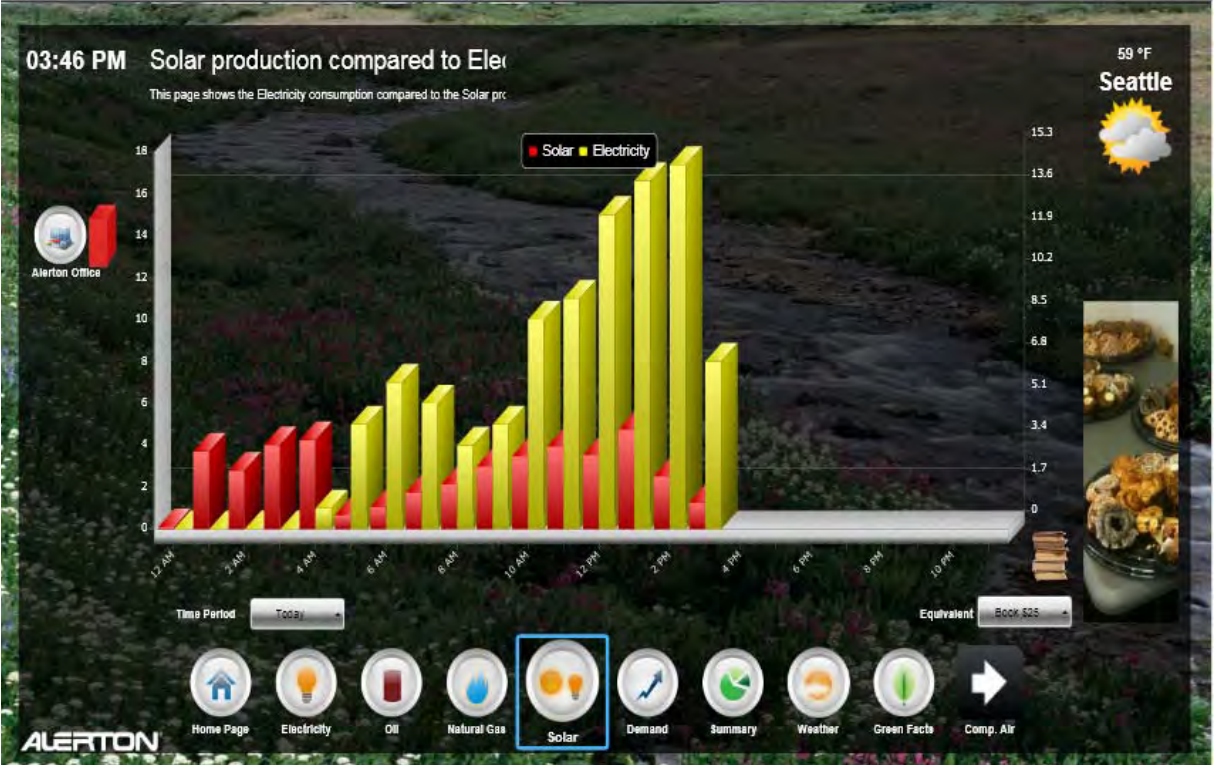 03:46 PM
Solar production compared to Ele
This page shows the Electricity consumption compared to the Solar pro
59 °F
Seattle
Solar Electricity
18
16
14
12
10
8
6
4
2
0
15.3
13.6
11.9
10.2
8.5
6.8
5.1
3.4
1.7
0
Alerton Office
12 AM 2 AM 4 AM 6 AM 8 AM 10 AM 12 PM 2 PM 4 PM 6 PM 8 PM 10 PM
Time Period Today
Equivalent Book $25
Home Page Electricity Oil Natural Gas Solar Demand Summary Weather Green Facts Comp. Air
ALERTON